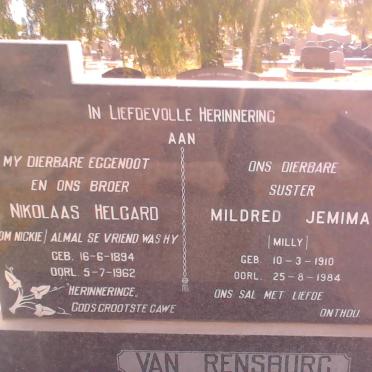 IN LIEFDEVOLLE HERINNERING
AAN
MY DIERBARE EGGENOOT
EN ONS BROER
NIKOLAAS HELGARD
OM NICKIE) ALMAL SE VRIEND WAS HY
GEB. 16-6-1894
OORL. 5-7-1962
"HERINNERINGE,
GODS GROOTSTE GAWE
ONS DIERBARE
SUSTER
MILDRED JEMIMA
(MILLY)
GEB. 10-3-1910
OORL. 25-8-1984
ONS SAL MET LIEFDE
ONTHOU.
VAN RENSBURG